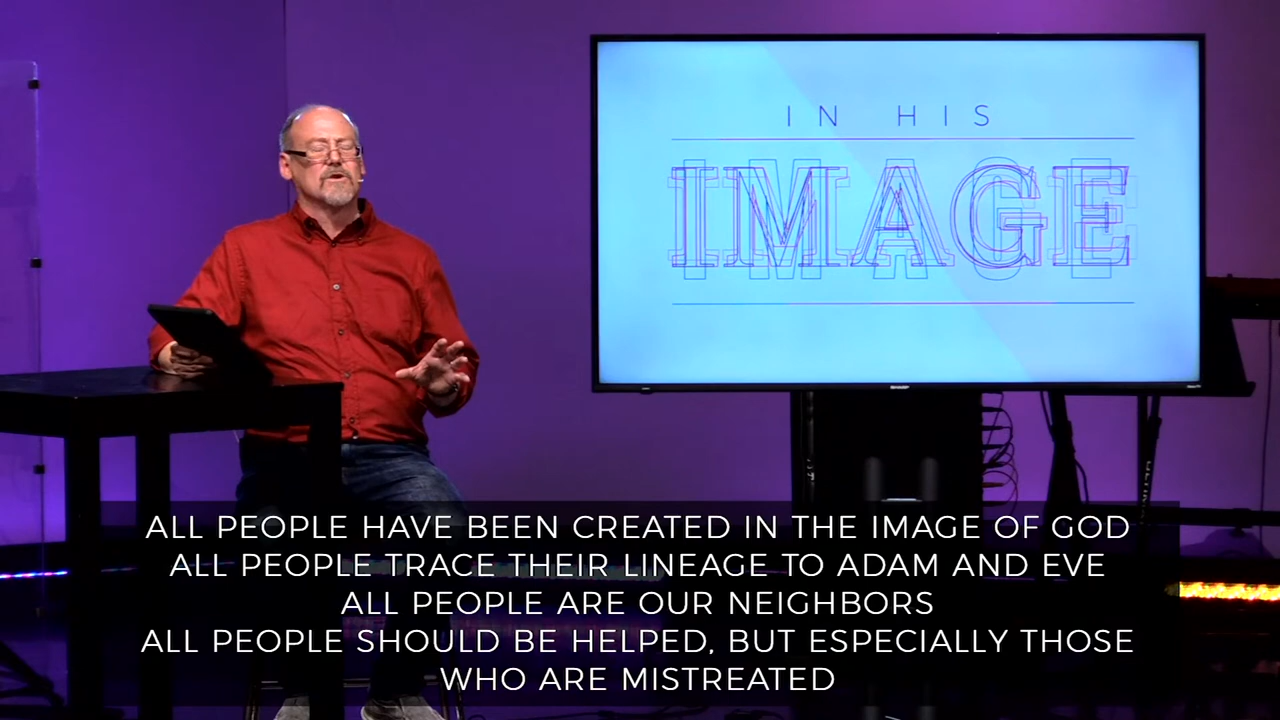 IN HIS
IMAGE
SHARP
ALL PEOPLE HAVE BEEN CREATED IN THE IMAGE OF GOD
ALL PEOPLE TRACE THEIR LINEAGE TO ADAM AND EVE
ALL PEOPLE ARE OUR NEIGHBORS
ALL PEOPLE SHOULD BE HELPED, BUT ESPECIALLY THOSE
WHO ARE MISTREATED